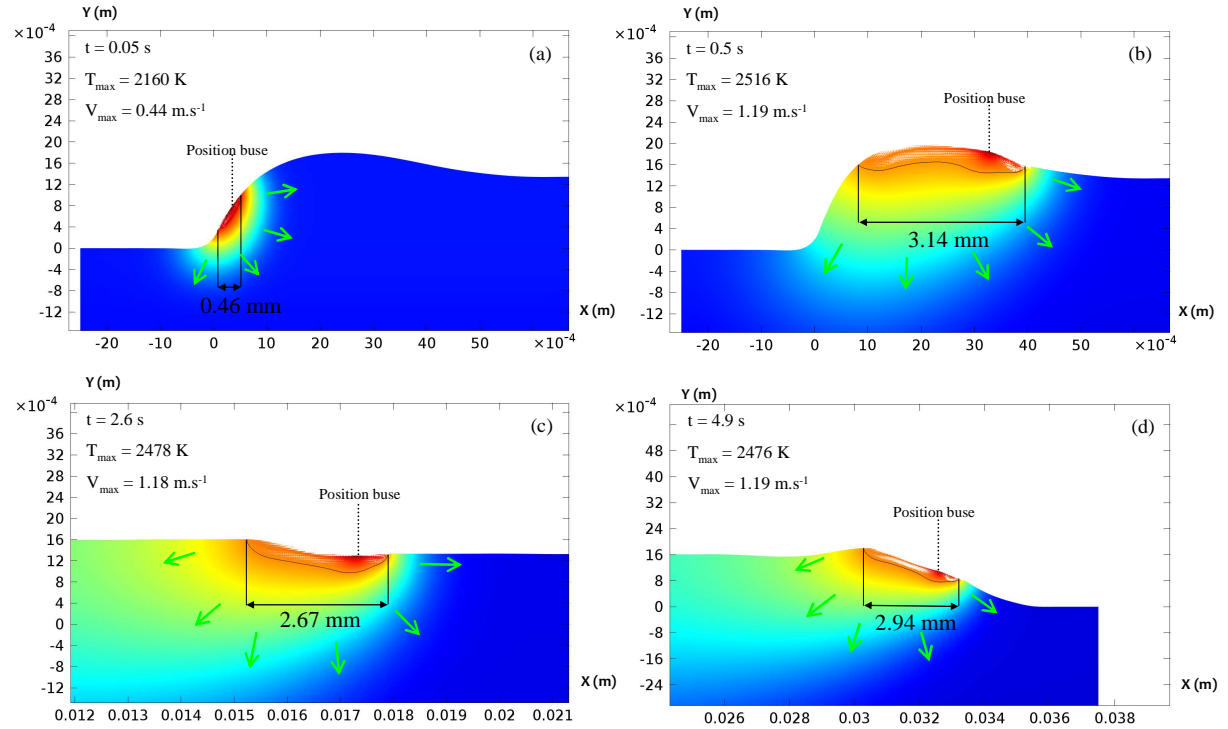 Y (m)
×10⁻⁴
t = 0.05 s
(a)
T_max = 2160 K
V_max = 0.44 m.s⁻¹
Position buse
36
32
28
24
20
16
12
8
4
0
-4
-8
-12
0.46 mm
X (m)
-20
-10
0
10
20
30
40
50
×10⁻⁴
Y (m)
×10⁻⁴
t = 0.5 s
(b)
T_max = 2516 K
V_max = 1.19 m.s⁻¹
Position buse
36
32
28
24
20
16
12
8
4
0
-4
-8
-12
3.14 mm
X (m)
-20
-10
0
10
20
30
40
50
×10⁻⁴
Y (m)
×10⁻⁴
t = 2.6 s
(c)
T_max = 2478 K
V_max = 1.18 m.s⁻¹
Position buse
36
32
28
24
20
16
12
8
4
0
-4
-8
-12
2.67 mm
X (m)
0.012
0.013
0.014
0.015
0.016
0.017
0.018
0.019
0.02
0.021
Y (m)
×10⁻⁴
t = 4.9 s
(d)
T_max = 2476 K
V_max = 1.19 m.s⁻¹
Position buse
48
40
32
24
16
8
0
-8
-16
-24
2.94 mm
X (m)
0.026
0.028
0.03
0.032
0.034
0.036
0.038